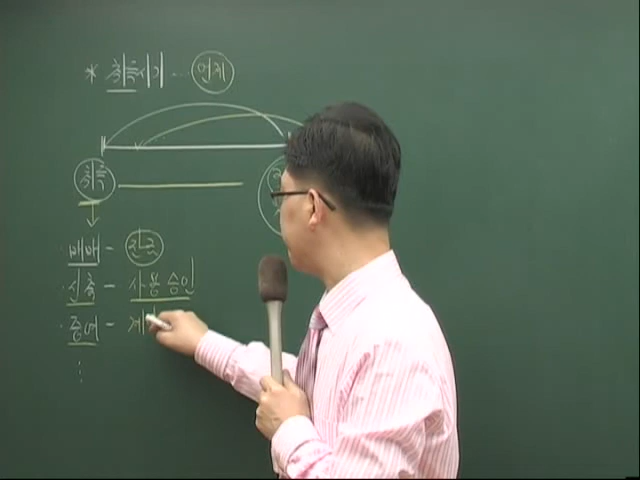 * 취득시기 … 언제
취득
매매 - 잔금
신축 - 사용승인
증여 - 계